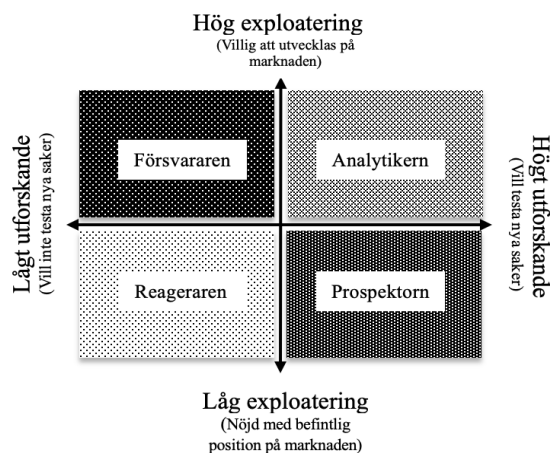 Hög exploatering
(Villig att utvecklas på
marknaden)
Lågt utforskande
(Vill inte testa nya saker)
Försvararen
Analytikern
Högt utforskande
(Vill testa nya saker)
Reageraren
Prospektorn
Låg exploatering
(Nöjd med befintlig
position på marknaden)